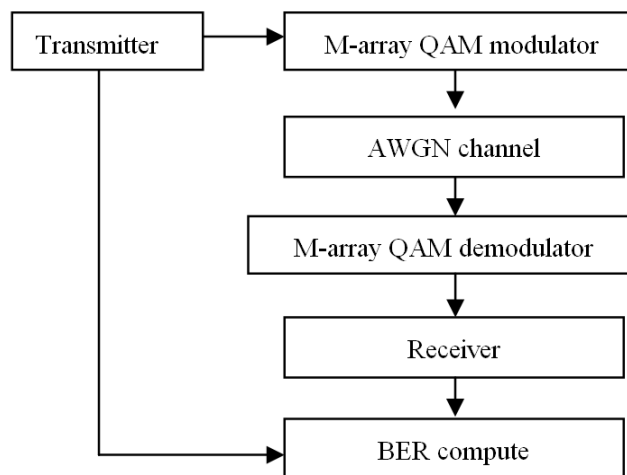 Transmitter
M-array QAM modulator
AWGN channel
M-array QAM demodulator
Receiver
BER compute